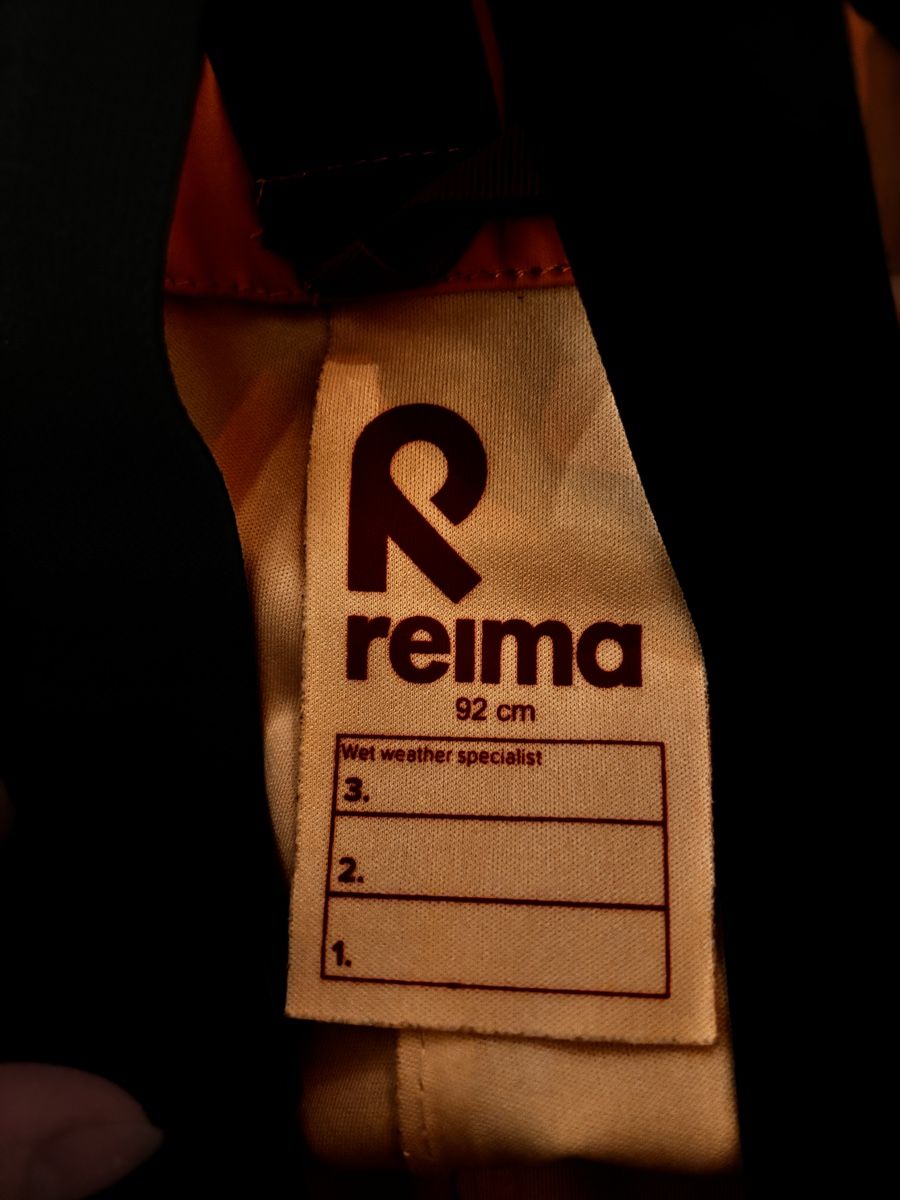 R
reima
92 cm
Wet weather specialist
3.
2.
1.